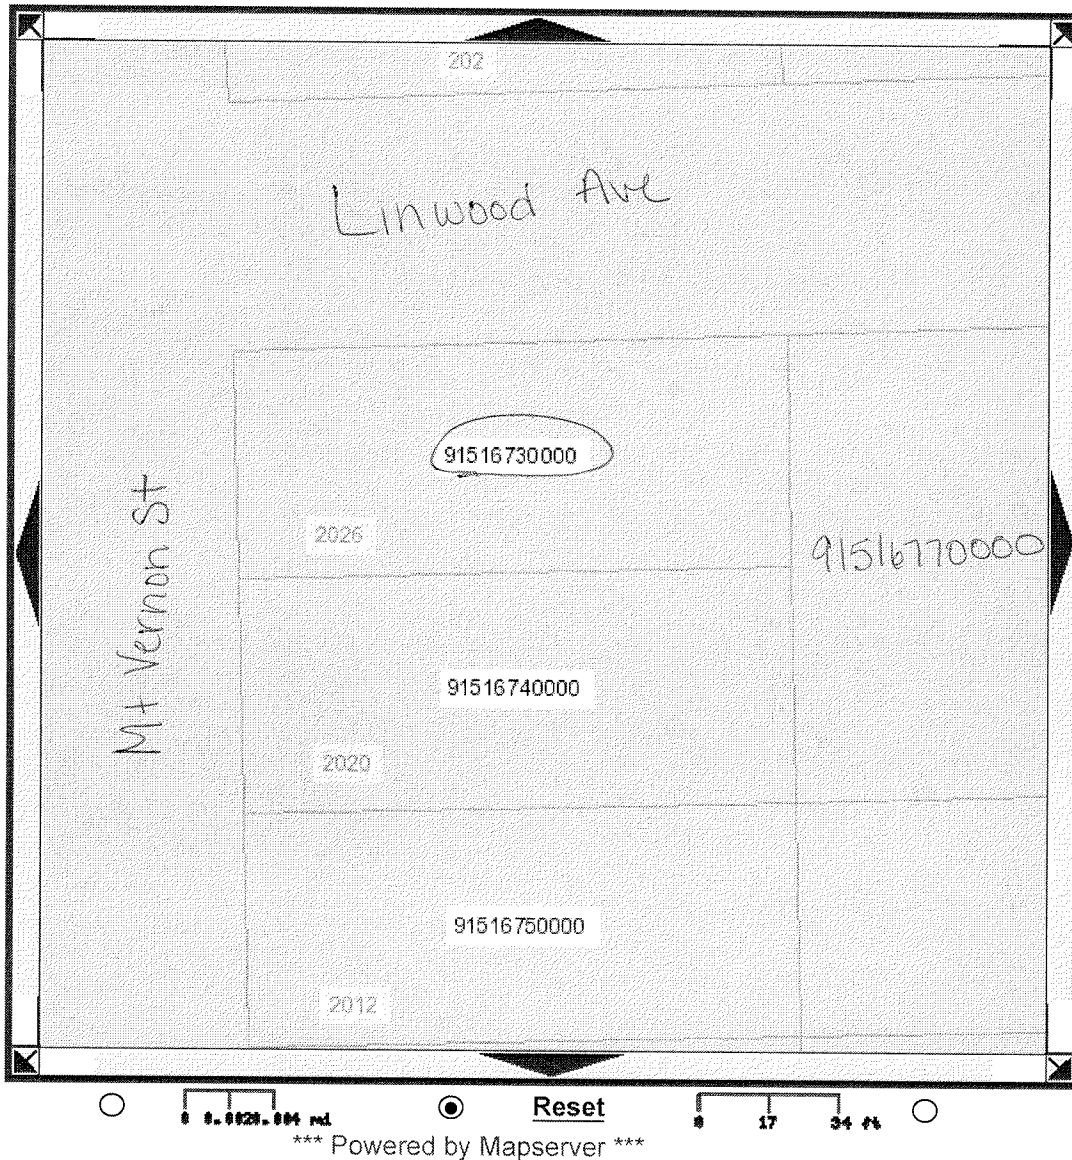 202
Linwood Ave
91516730000
2026
91516770000
Mt Vernon St
91516740000
2020
91516750000
2012
Reset
0 17 34 ft
*** Powered by Mapserver ***